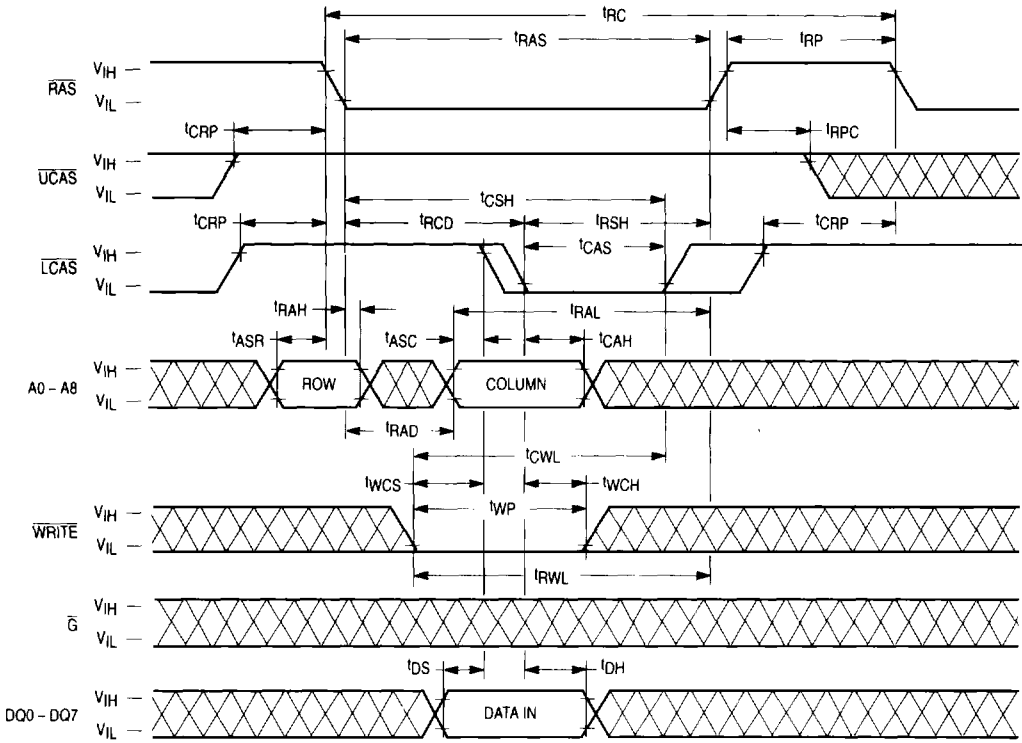 tRC
tRAS
tRP
RAS
VIH
VIL
tCRP
tRPC
UCAS
VIH
VIL
tCSH
tCRP
tRCD
tRSH
tCRP
tCAS
LCAS
VIH
VIL
tRAH
tRAL
tASR
tASC
tCAH
A0 – A8
VIH
VIL
ROW
COLUMN
tRAD
tCWL
tWCS
tWCH
tWP
WRITE
VIH
VIL
tRWL
G
VIH
VIL
tDS
tDH
DQ0 – DQ7
VIH
VIL
DATA IN